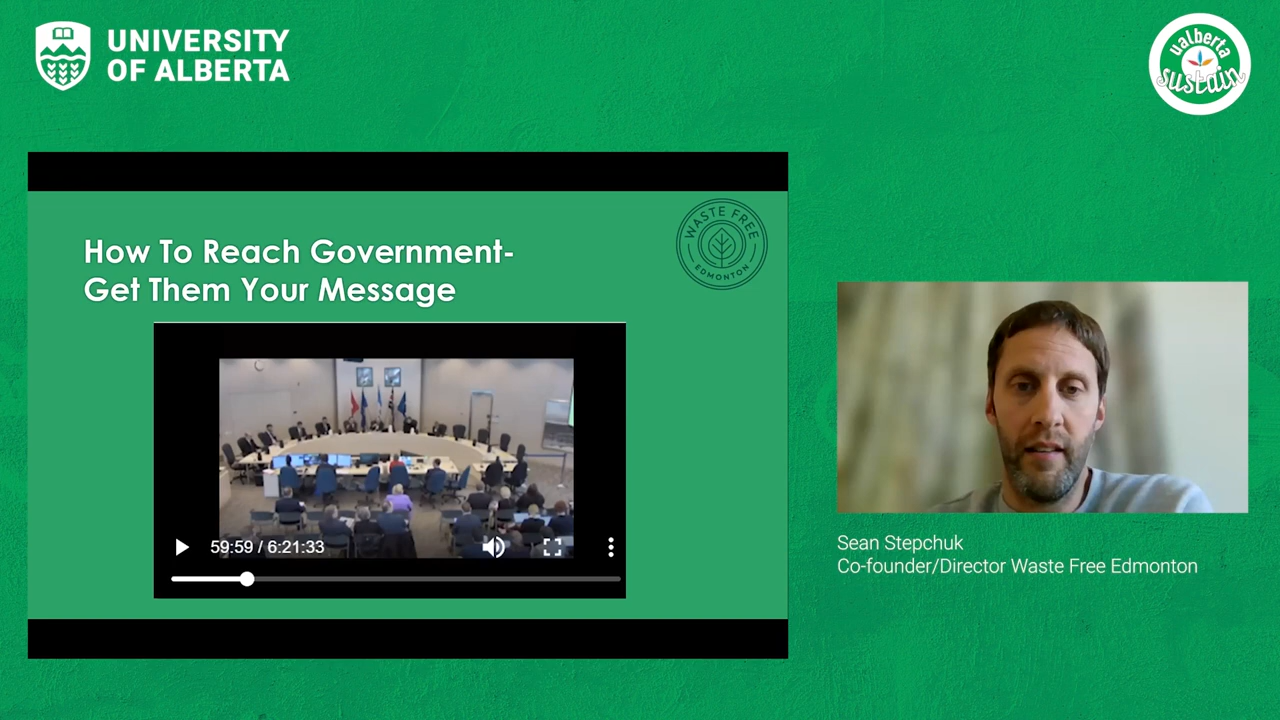 UNIVERSITY
OF ALBERTA
ualberta
sustain
How To Reach Government-
Get Them Your Message
WASTE FREE
EDMONTON
59:59 / 6:21:33
Sean Stepchuk
Co-founder/Director Waste Free Edmonton